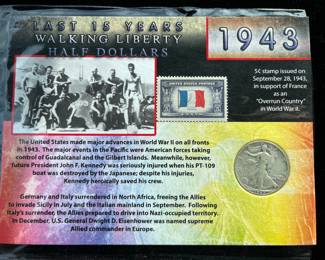 LAST 15 YEARS
WALKING LIBERTY
HALF DOLLARS
1943
5¢ stamp issued on
September 28, 1943,
in support of France
as an
"Overrun Country"
in World War II.
The United States made major advances in World War II on all fronts
in 1943. The major events in the Pacific were American forces taking
control of Guadalcanal and the Gilbert Islands. Meanwhile, however,
future President John F. Kennedy was seriously injured when his PT-109
boat was destroyed by the Japanese; despite his injuries,
Kennedy heroically saved his crew.
Germany and Italy surrendered in North Africa, freeing the Allies
to invade Sicily in July and the Italian mainland in September. Following
Italy's surrender, the Allies prepared to drive into Nazi-occupied territory.
In December, U.S. General Dwight D. Eisenhower was named supreme
Allied commander in Europe.